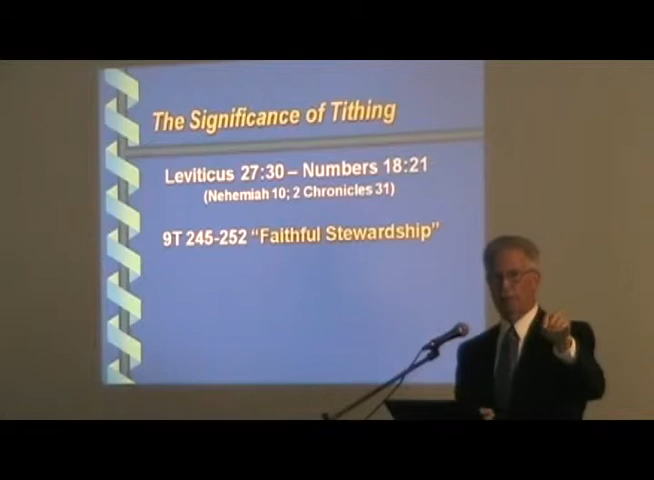 The Significance of Tithing
Leviticus 27:30 – Numbers 18:21
(Nehemiah 10; 2 Chronicles 31)
9T 245-252 "Faithful Stewardship"